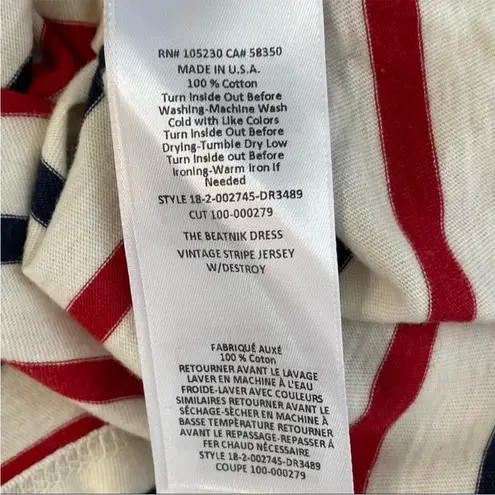 RN# 105230 CA# 58350
MADE IN U.S.A.
100 % Cotton
Turn Inside Out Before
Washing-Machine Wash
Cold with Like Colors
Turn Inside Out Before
Drying-Tumble Dry Low
Turn Inside out Before
Ironing-Warm Iron If
Needed
STYLE 18-2-002745-DR3489
CUT 100-000279
THE BEATNIK DRESS
VINTAGE STRIPE JERSEY
W/DESTROY
FABRIQUÉ AUXÉ
100 % Cotton
RETOURNER AVANT LE LAVAGE
LAVER EN MACHINE À L'EAU
FROIDE-LAVER AVEC COULEURS
SIMILAIRES RETOURNER AVANT LE
SÉCHAGE-SÈCHER EN MACHINE À
BASSE TEMPÉRATURE RETOURNER
AVANT LE REPASSAGE-REPASSER À
FER CHAUD NÉCESSAIRE
STYLE 18-2-002745-DR3489
COUPE 100-000279